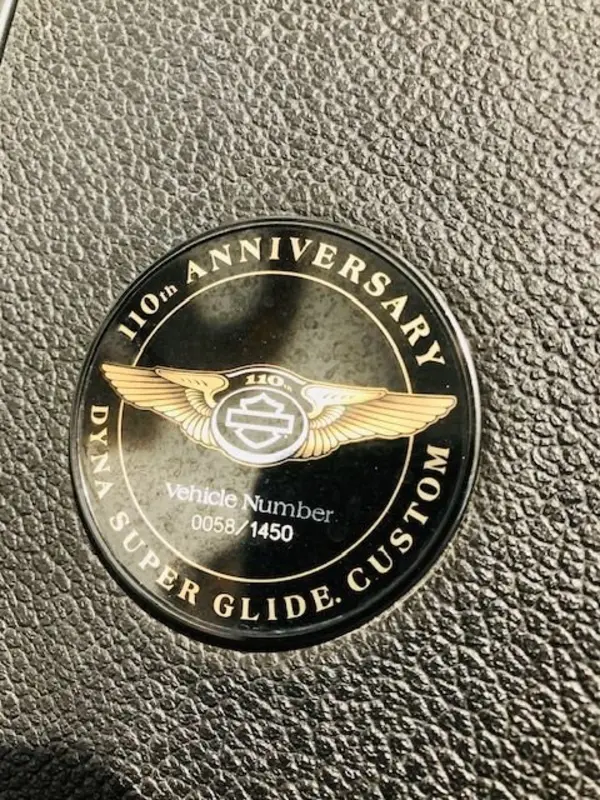 110th ANNIVERSARY
110th
Vehicle Number
0058/1450
DYNA SUPER GLIDE. CUSTOM